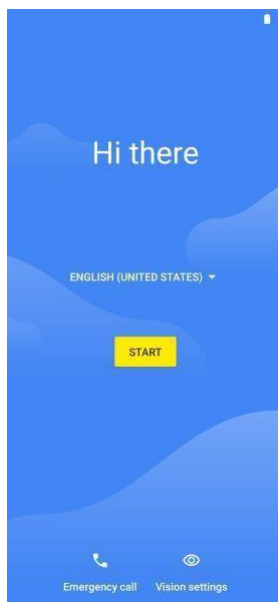 Hi there
ENGLISH (UNITED STATES)
START
Emergency call Vision settings